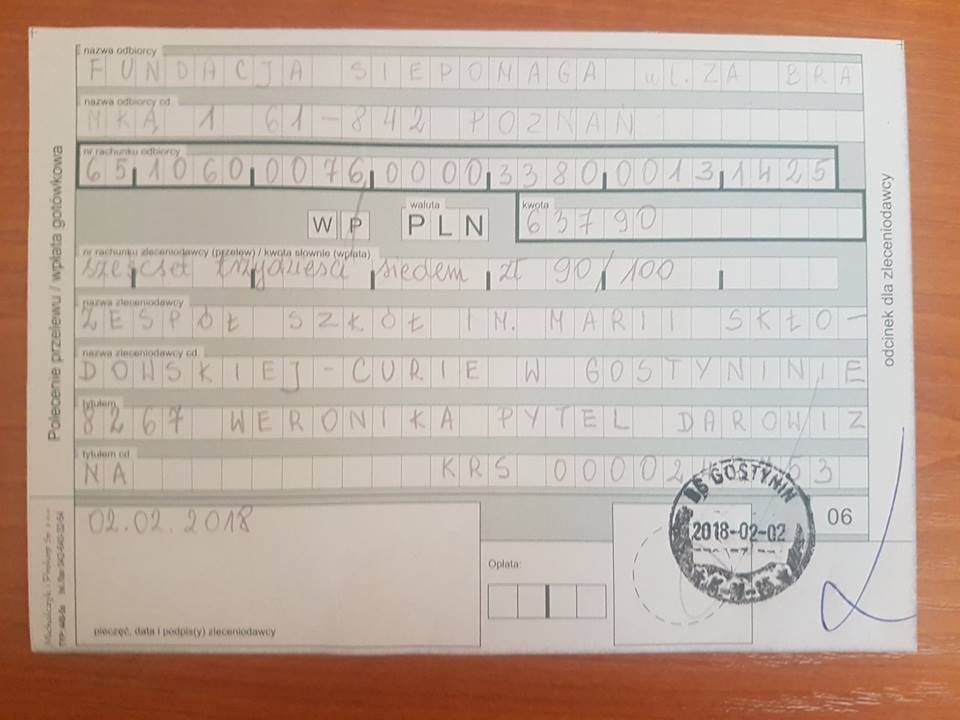 nazwa odbiorcy
FUNDACJA SIEPOMAGA ul. ZA BRA
nazwa odbiorcy cd
MKĄ 1 61-842 POZNAŃ
nr rachunku odbiorcy
65 1060 0076 0000 3380 0013 1425
waluta
kwota
WP PLN 63790
nr rachunku zleceniodawcy (przelew) / kwota słownie (wpłata)
sześćset trzydzieści siedem zł 90/100
nazwa zleceniodawcy
ZESPÓŁ SZKÓŁ IM. MARII SKŁO-
nazwa zleceniodawcy cd
DOWSKIEJ-CURIE W GOSTYNINIE
tytułem
8267 WERONIKA PYTEL DAROWIZ
tytułem cd
NA KRS
02.02.2018
BS GOSTYNIN
2018-02-02
06
Opłata:
pieczęć, data i podpis(y) zleceniodawcy
Polecenie przelewu / wpłata gotówkowa
odcinek dla zleceniodawcy